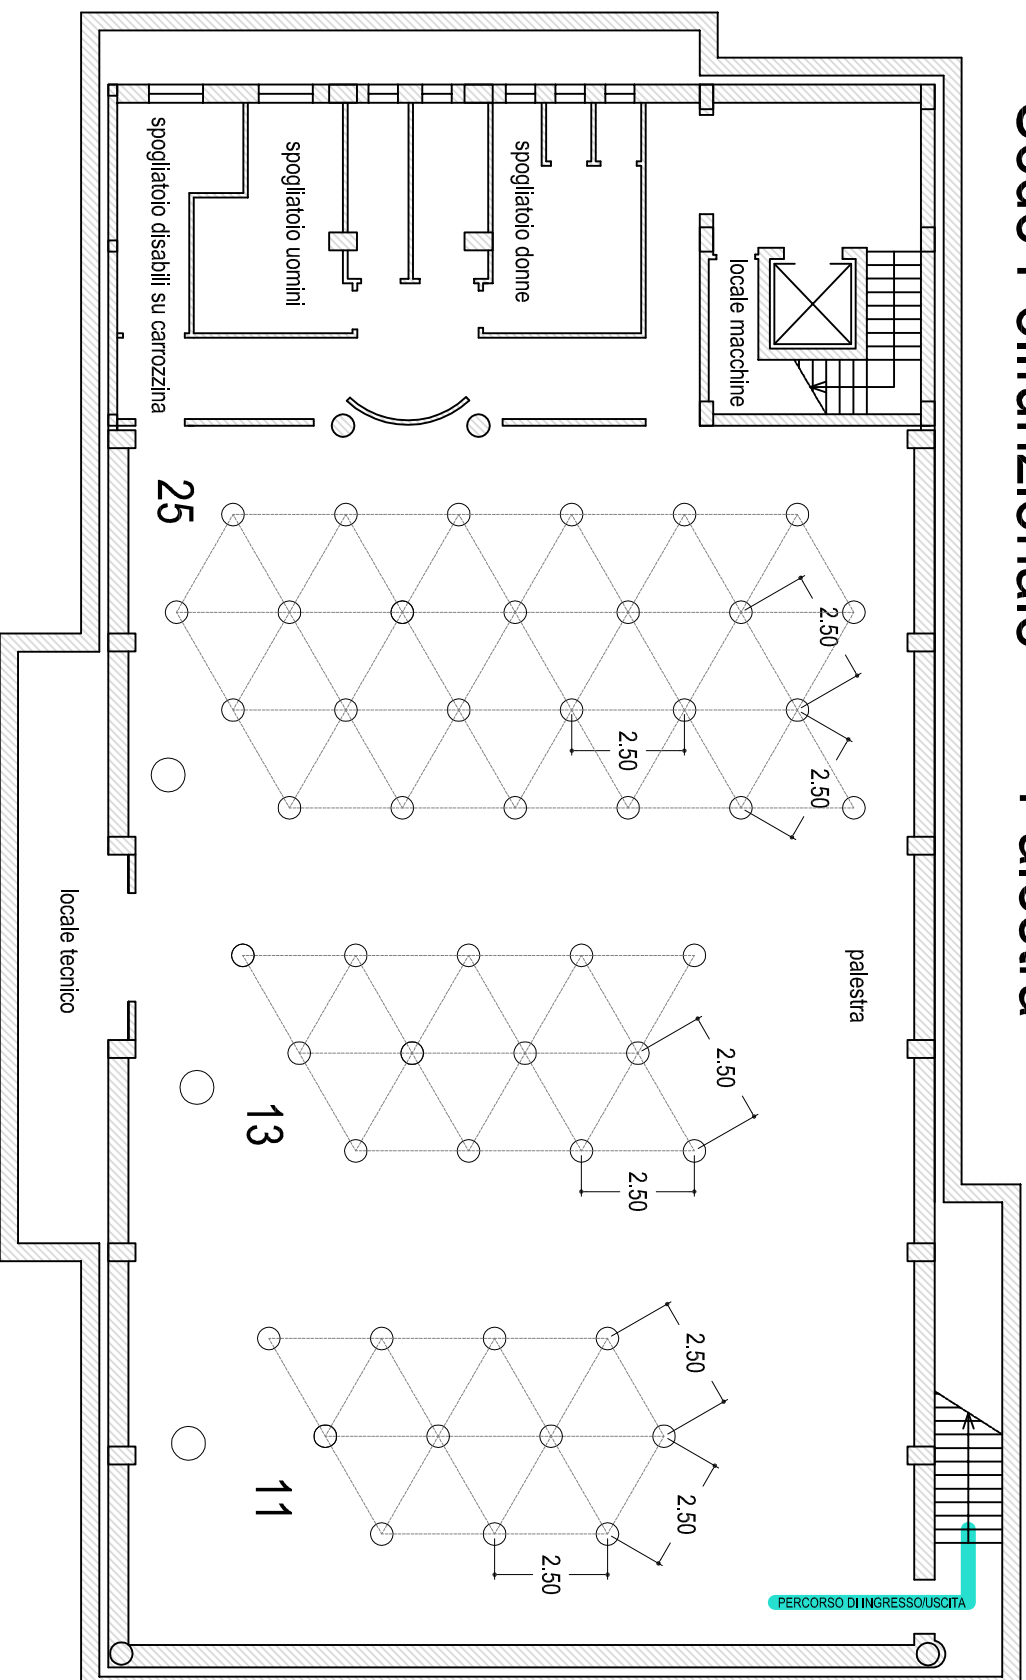 spogliatoio disabili su carrozzina
spogliatoio uomini
spogliatoio donne
locale macchine
25
2.50
2.50
2.50
locale tecnico
palestra
13
2.50
2.50
11
2.50
2.50
2.50
PERCORSO DI INGRESSO/USCITA